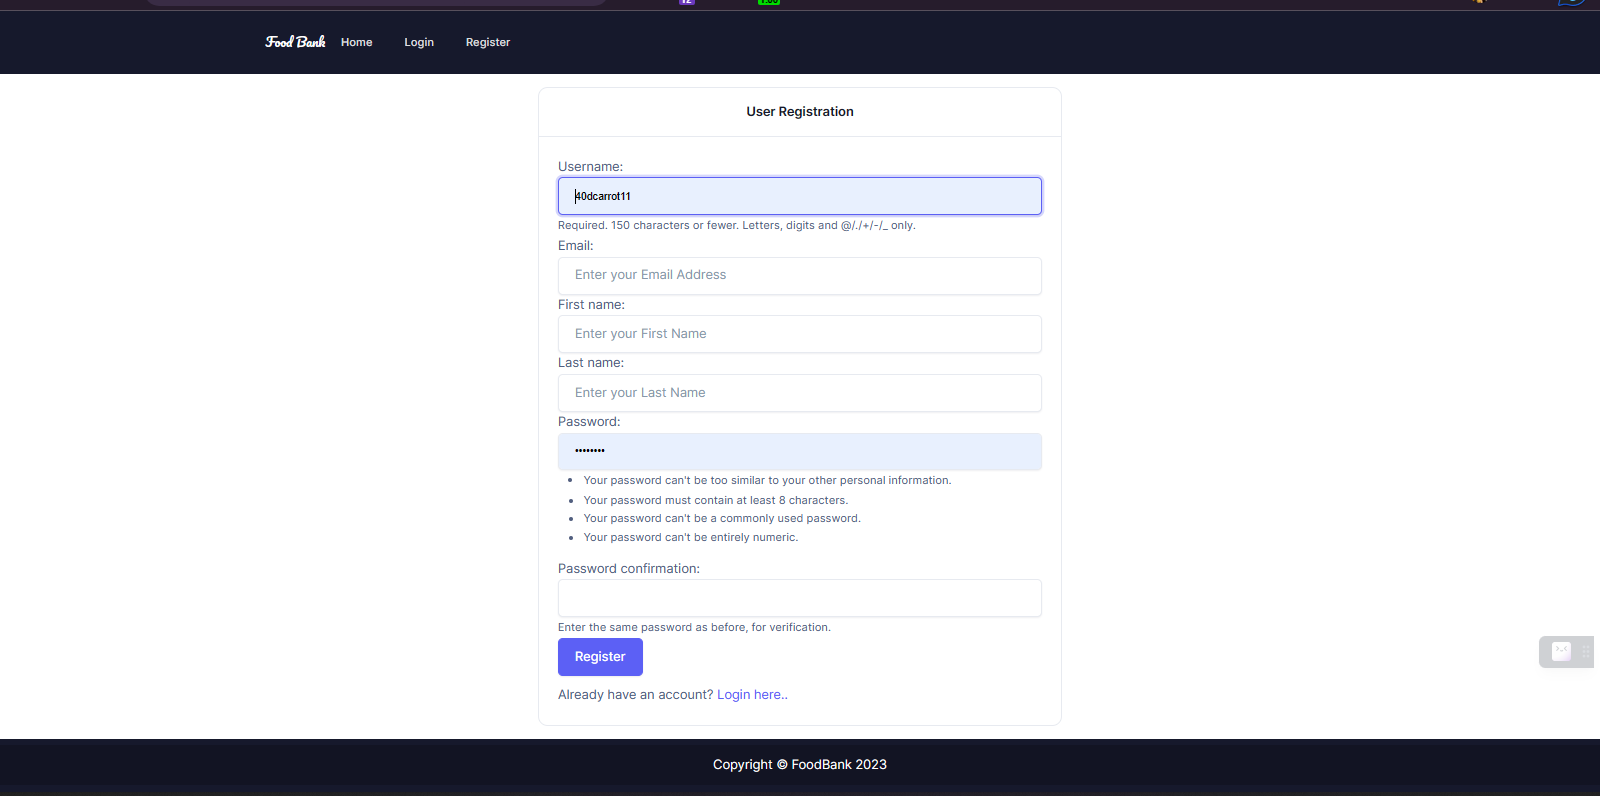 Food Bank Home Login Register
User Registration
Username:
40dcarrot11
Required. 150 characters or fewer. Letters, digits and @/./+/-/_ only.
Email:
Enter your Email Address
First name:
Enter your First Name
Last name:
Enter your Last Name
Password:
••••••••
• Your password can't be too similar to your other personal information.
• Your password must contain at least 8 characters.
• Your password can't be a commonly used password.
• Your password can't be entirely numeric.
Password confirmation:
Enter the same password as before, for verification.
Register
Already have an account? Login here..
Copyright © FoodBank 2023